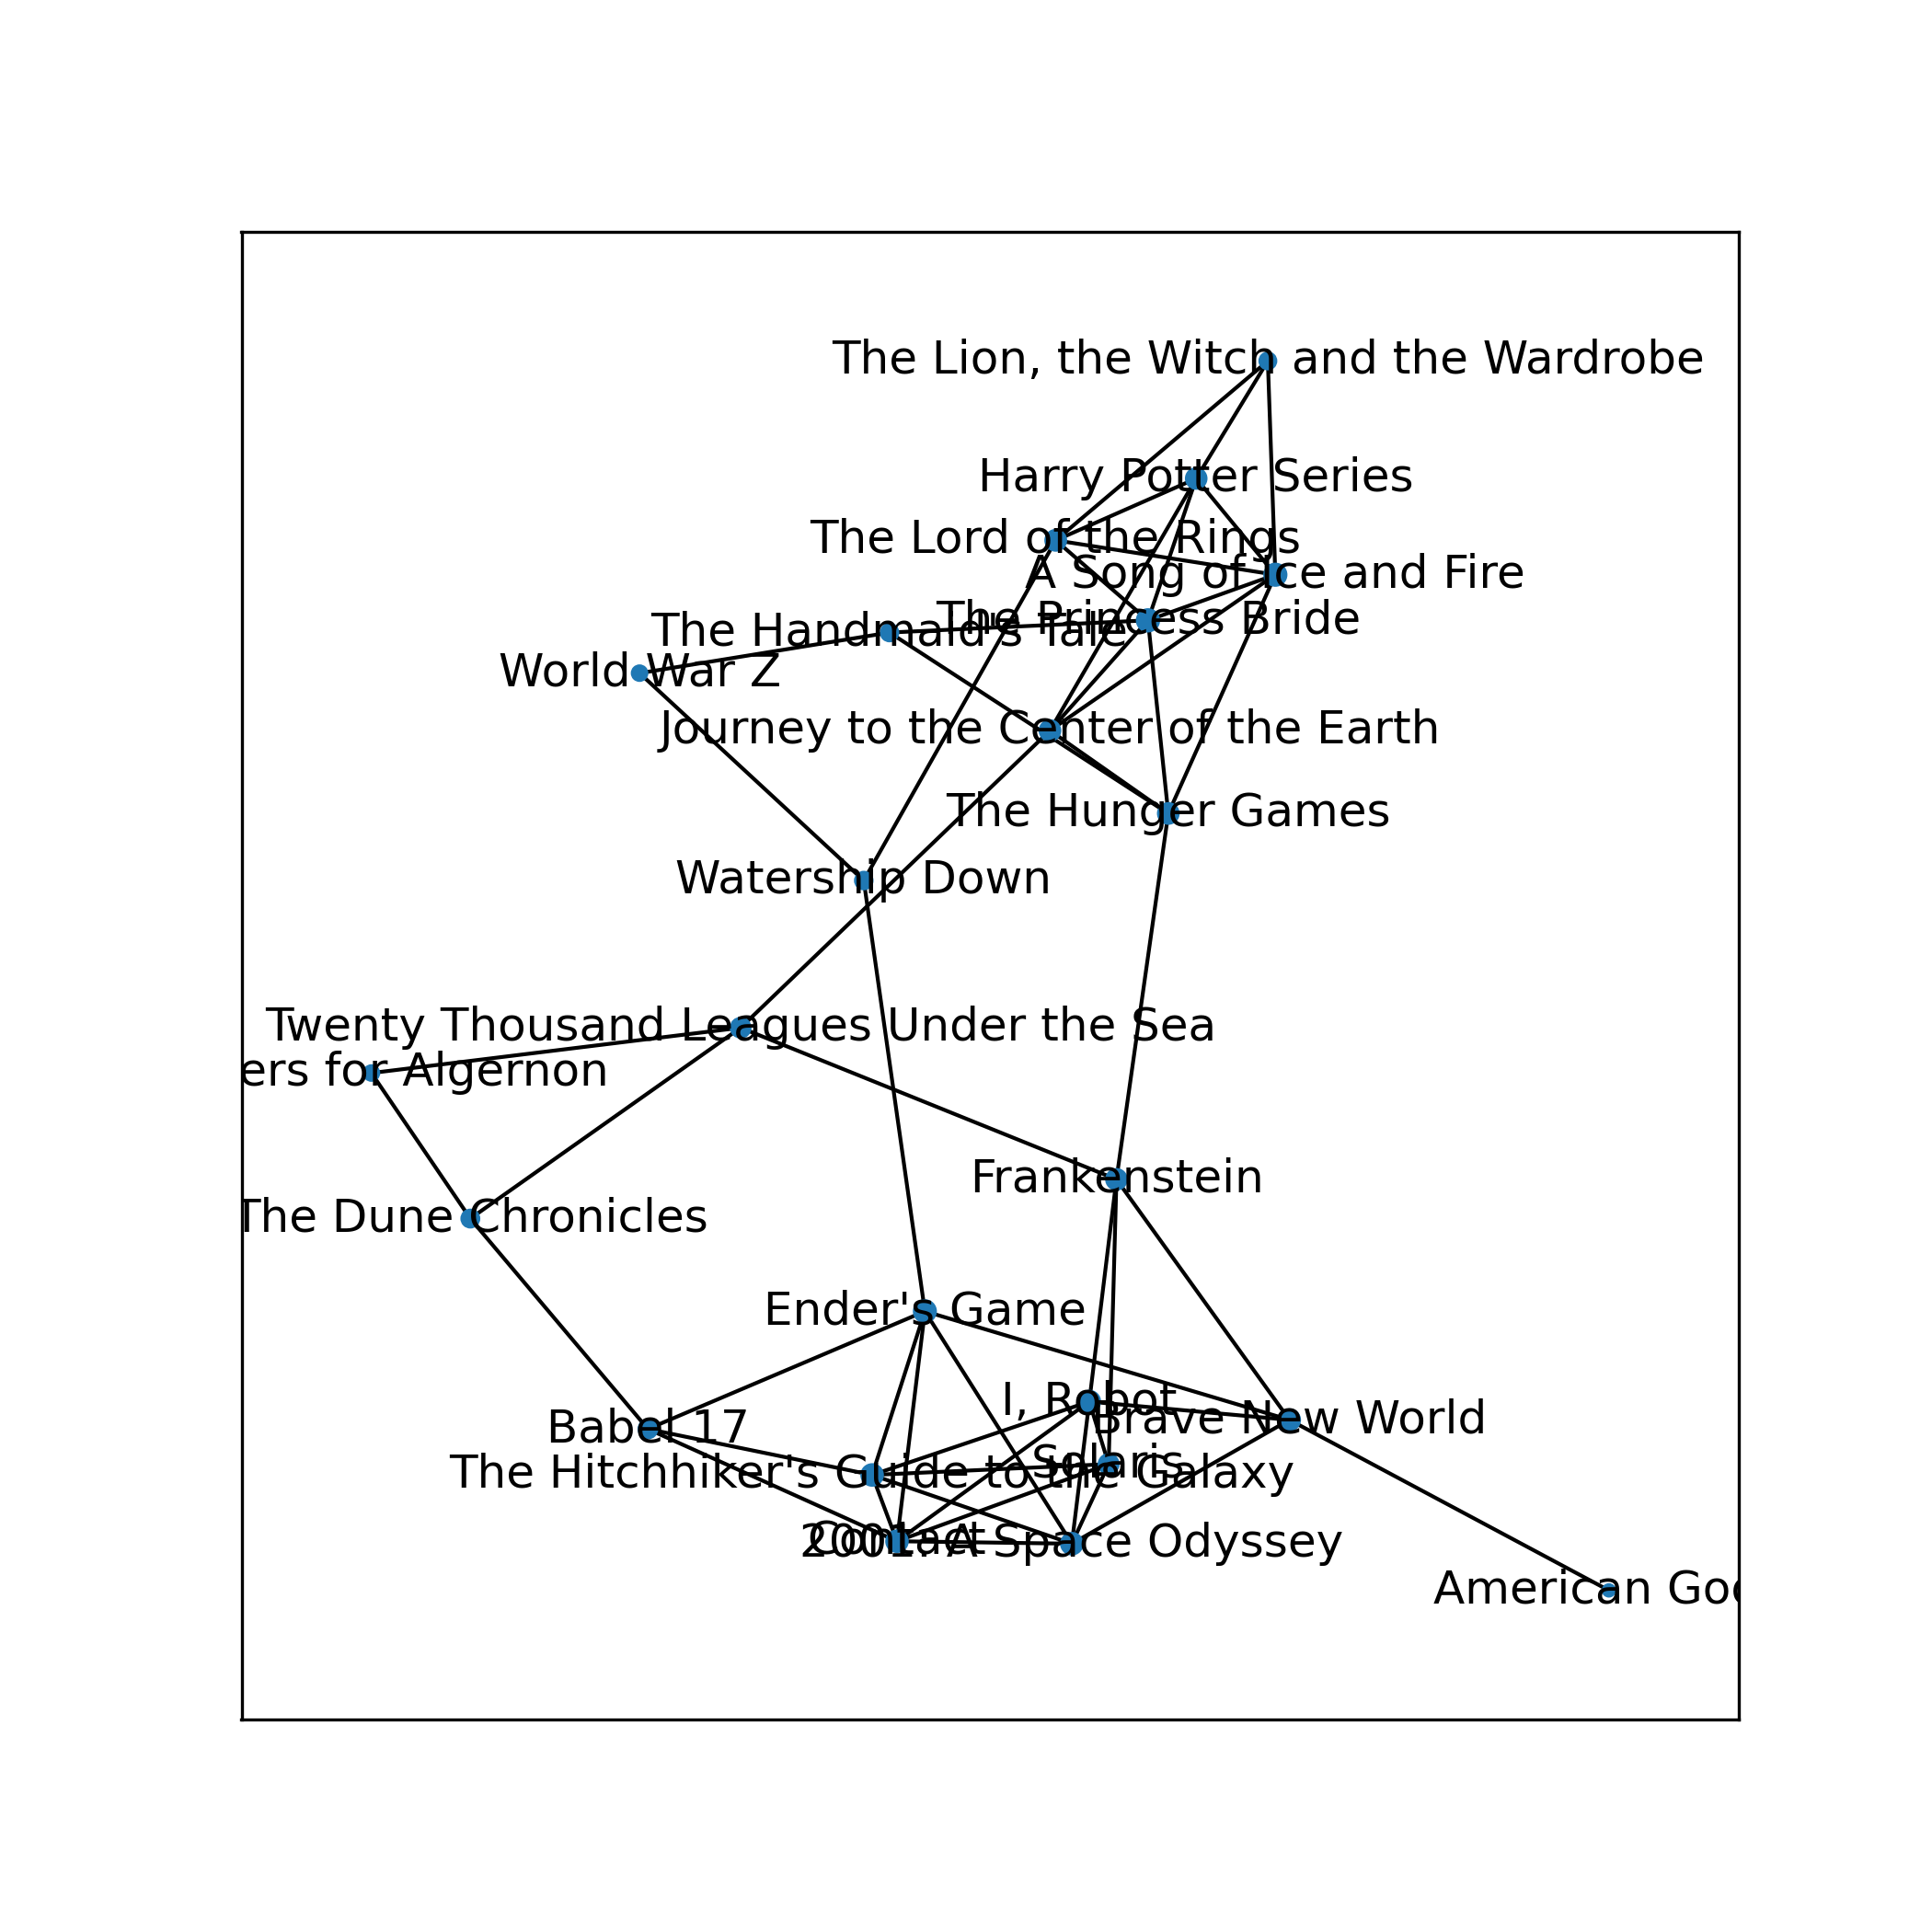 The Lion, the Witch and the Wardrobe
Harry Potter Series
The Lord of the Rings
A Song of Ice and Fire
The Princess Bride
The Handmaid's Tale
World War Z
Journey to the Center of the Earth
The Hunger Games
Watership Down
Twenty Thousand Leagues Under the Sea
ers for Algernon
The Dune Chronicles
Frankenstein
Ender's Game
I, Robot
Brave New World
Babel 17
Solaris
The Hitchhiker's Guide to the Galaxy
Contact
2001: A Space Odyssey
American Goo